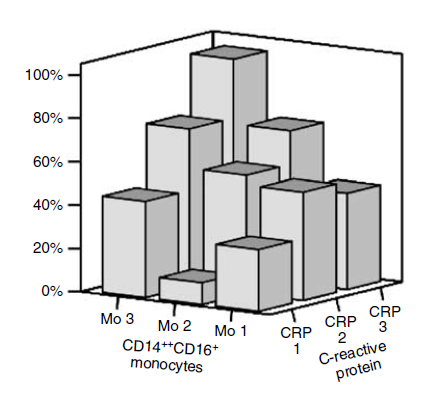 100%
80%
60%
40%
20%
0%
Mo 3
Mo 2
Mo 1
CD14⁺⁺CD16⁺
monocytes
CRP
1
CRP
2
CRP
3
C-reactive
protein